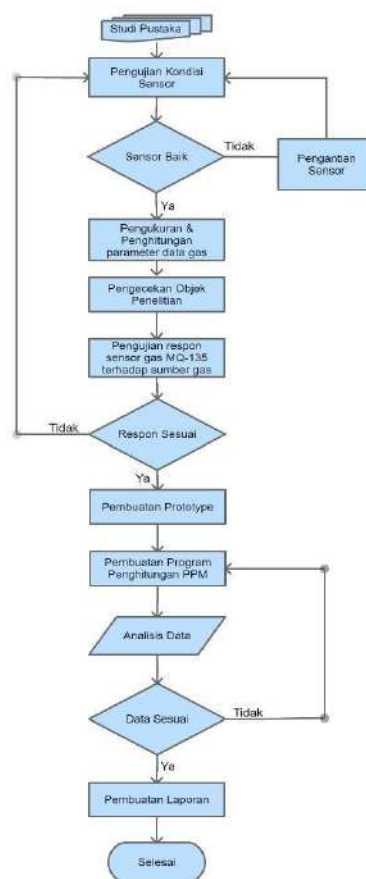 Studi Pustaka
Pengujian Kondisi
Sensor
Sensor Baik
Tidak
Pengantian
Sensor
Ya
Pengukuran &
Penghitungan
parameter data gas
Pengecekan Objek
Penelitian
Pengujian respon
sensor gas MQ-135
terhadap sumber gas
Tidak
Respon Sesuai
Ya
Pembuatan Prototype
Pembuatan Program
Penghitungan PPM
Analisis Data
Data Sesuai
Tidak
Ya
Pembuatan Laporan
Selesai